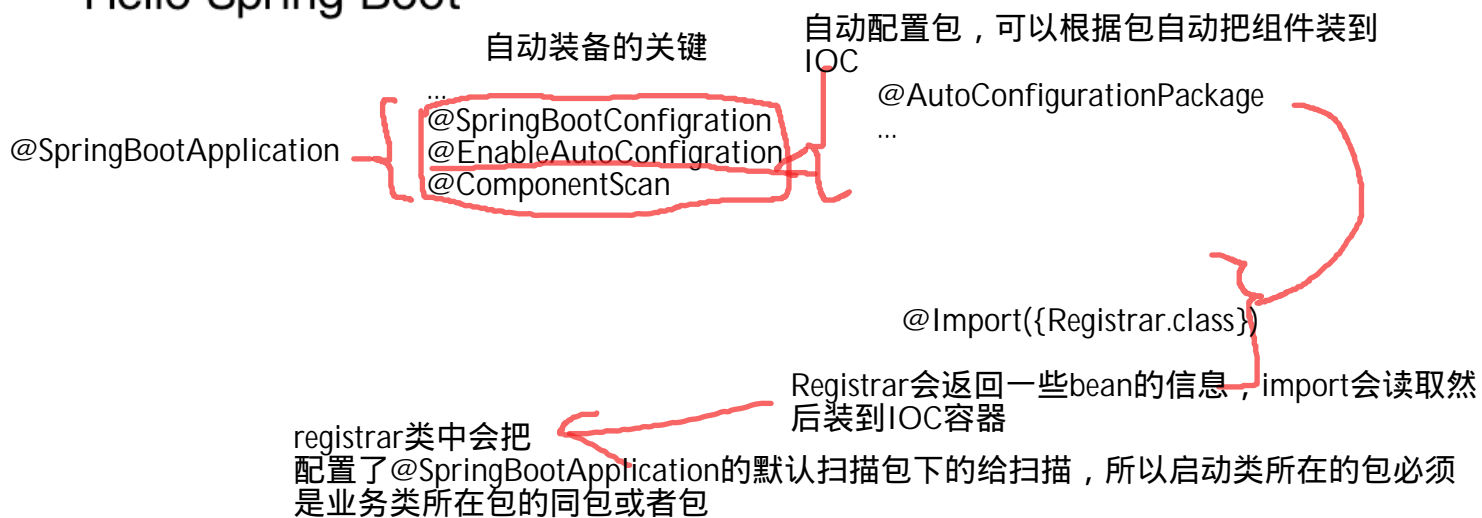 Hello Spring Boot
自动配置包，可以根据包自动把组件装到
IOC
自动装备的关键
@AutoConfigurationPackage
...
...
@SpringBootConfigration
@EnableAutoConfigration
@ComponentScan
@SpringBootApplication
@Import({Registrar.class})
Registrar会返回一些bean的信息，import会读取然
后装到IOC容器
registrar类中会把
配置了@SpringBootApplication的默认扫描包下的给扫描，所以启动类所在的包必须
是业务类所在包的同包或者包